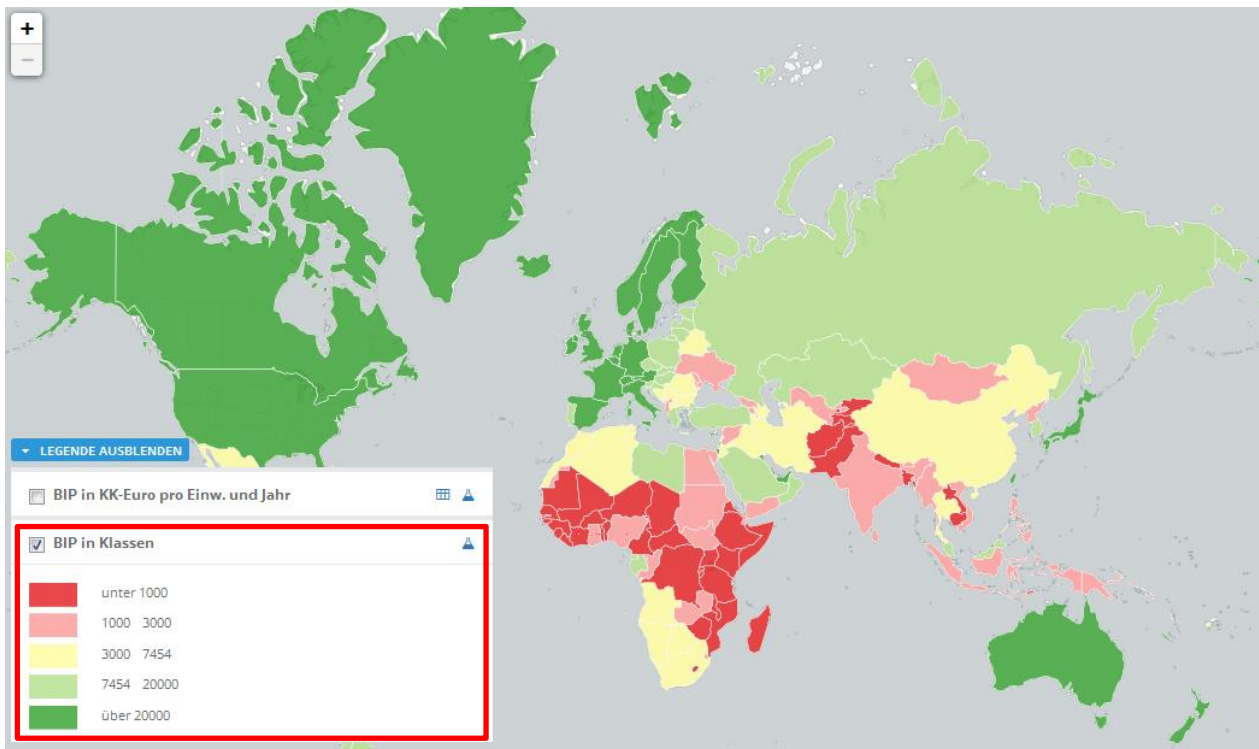 +
−
LEGENDE AUSBLENDEN
BIP in KK-Euro pro Einw. und Jahr
BIP in Klassen
unter 1000
1000 3000
3000 7454
7454 20000
über 20000